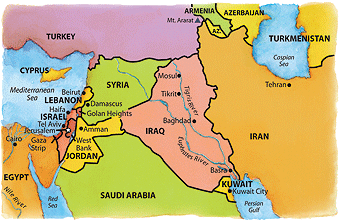 ARMENIA
Mt. Ararat
AZERBAIJAN
AZ.
TURKEY
TURKMENISTAN
Caspian
Sea
CYPRUS
Mediterranean
Sea
SYRIA
Mosul
Tikrit
Tigris River
Tehran
Beirut
LEBANON
Damascus
Haifa
Golan Heights
ISRAEL
Tel Aviv
Jerusalem
Amman
Baghdad
IRAQ
IRAN
Cairo
Gaza
Strip
West
Bank
JORDAN
Euphrates River
Basra
EGYPT
Nile River
Red
Sea
SAUDI ARABIA
KUWAIT
Kuwait City
Persian
Gulf